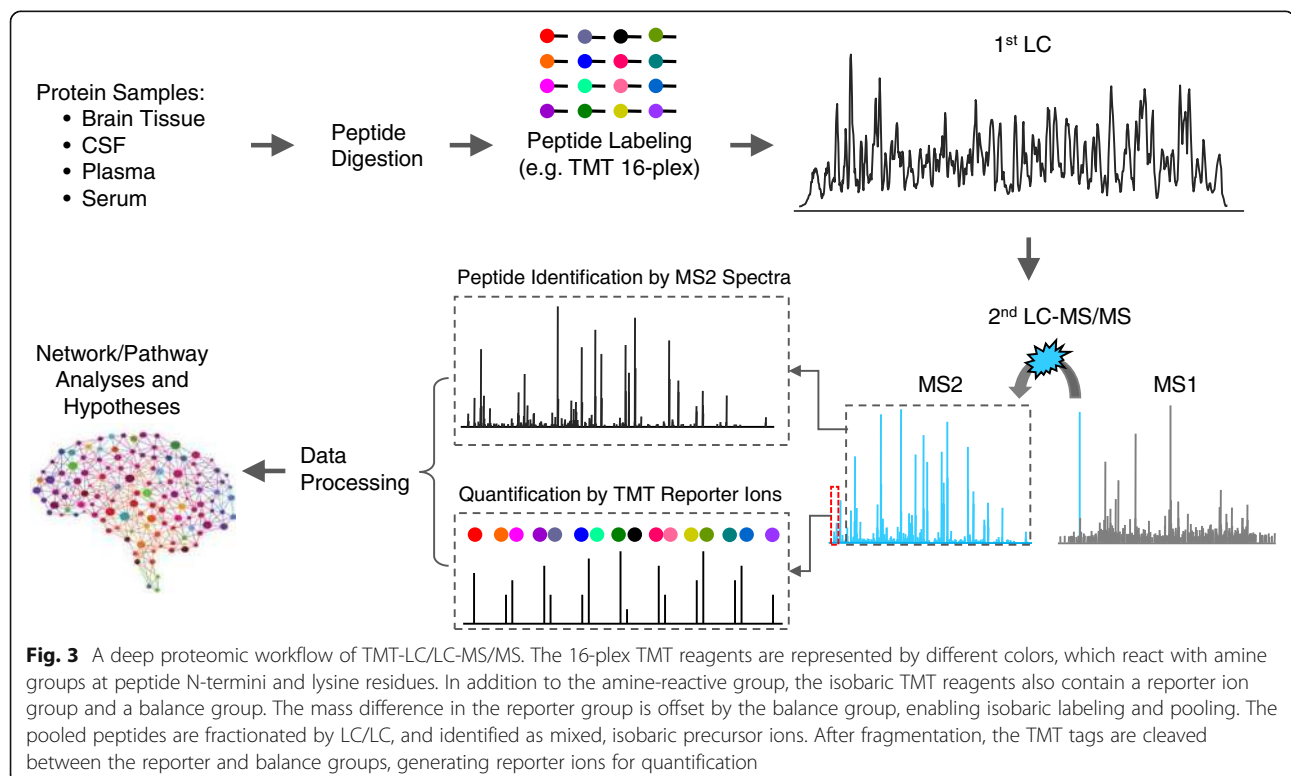 Protein Samples:
• Brain Tissue
• CSF
• Plasma
• Serum
Peptide
Digestion
Peptide Labeling
(e.g. TMT 16-plex)
1st LC
2nd LC-MS/MS
MS1
MS2
Peptide Identification by MS2 Spectra
Quantification by TMT Reporter Ions
Data
Processing
Network/Pathway
Analyses and
Hypotheses
Fig. 3 A deep proteomic workflow of TMT-LC/LC-MS/MS. The 16-plex TMT reagents are represented by different colors, which react with amine
groups at peptide N-termini and lysine residues. In addition to the amine-reactive group, the isobaric TMT reagents also contain a reporter ion
group and a balance group. The mass difference in the reporter group is offset by the balance group, enabling isobaric labeling and pooling. The
pooled peptides are fractionated by LC/LC, and identified as mixed, isobaric precursor ions. After fragmentation, the TMT tags are cleaved
between the reporter and balance groups, generating reporter ions for quantification